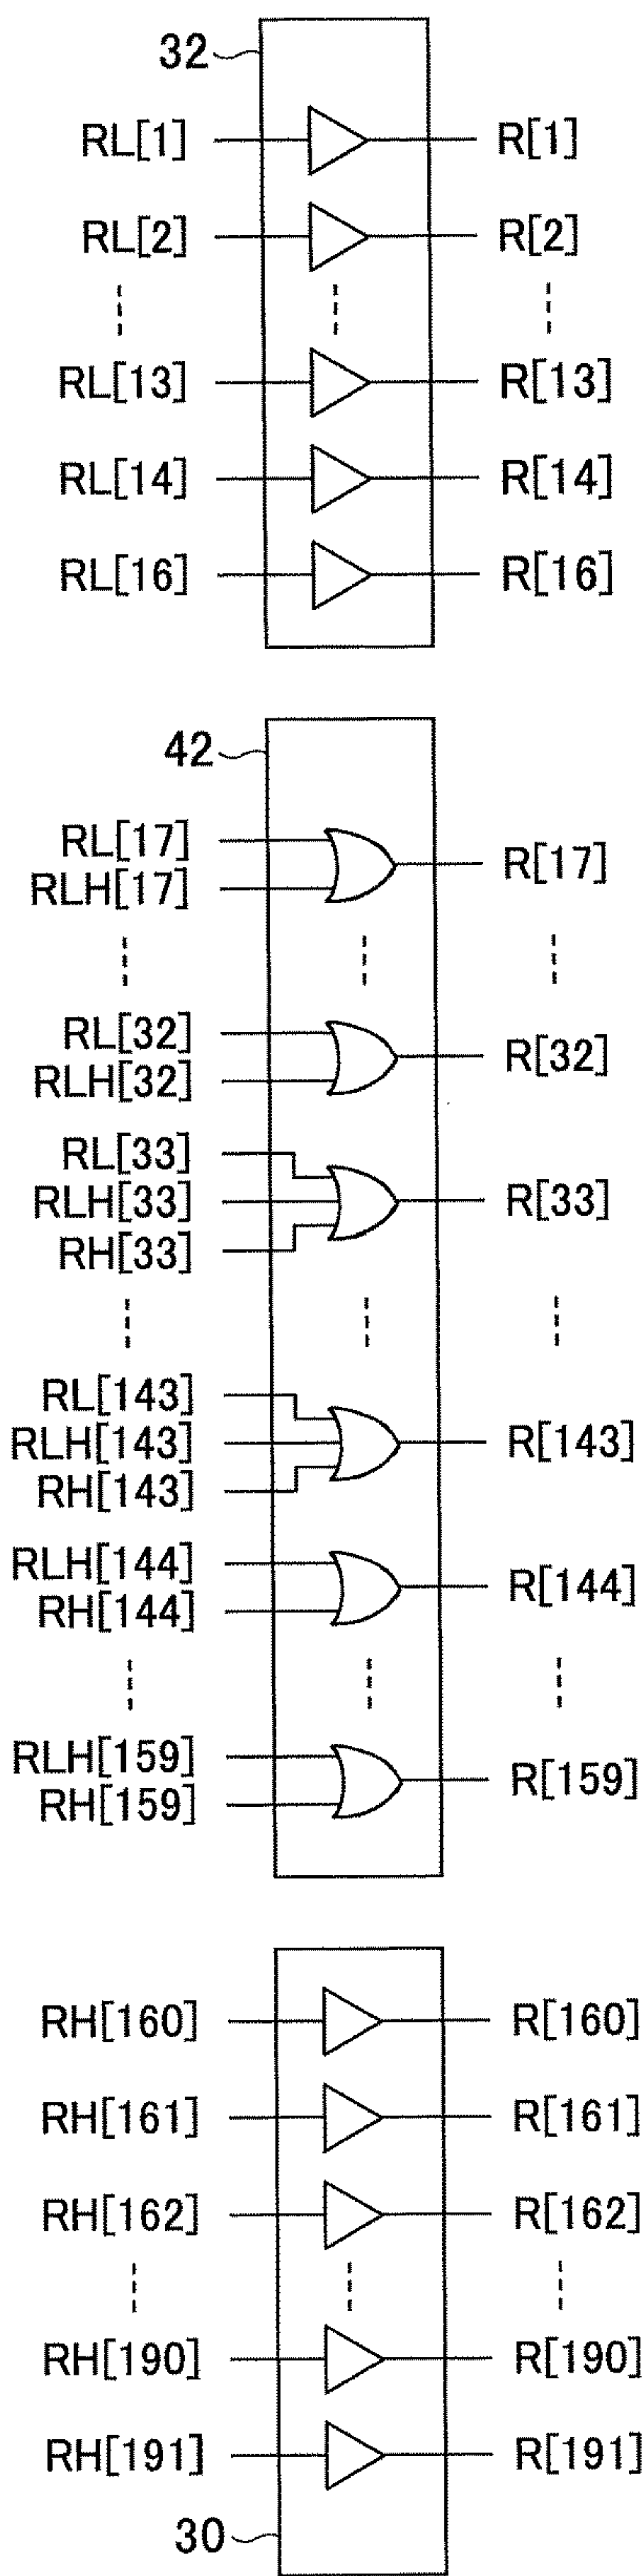 32
RL[1] R[1]
RL[2] R[2]
RL[13] R[13]
RL[14] R[14]
RL[16] R[16]
42
RL[17]
RLH[17] R[17]
RL[32]
RLH[32] R[32]
RL[33]
RLH[33] R[33]
RH[33]
RL[143]
RLH[143] R[143]
RH[143]
RLH[144]
RH[144] R[144]
RLH[159]
RH[159] R[159]
RH[160] R[160]
RH[161] R[161]
RH[162] R[162]
RH[190] R[190]
RH[191] R[191]
30